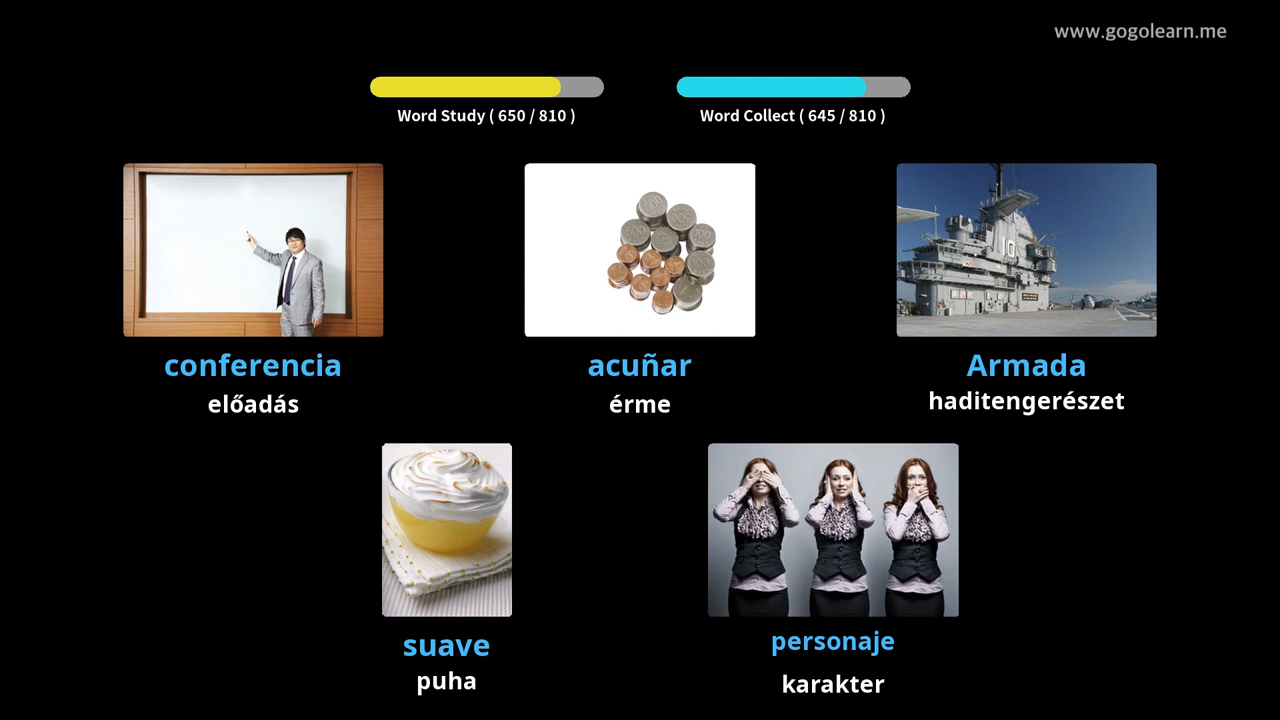 www.gogolearn.me
Word Study ( 650 / 810 )
Word Collect ( 645 / 810 )
conferencia
előadás
acuñar
érme
Armada
haditengerészet
suave
puha
personaje
karakter